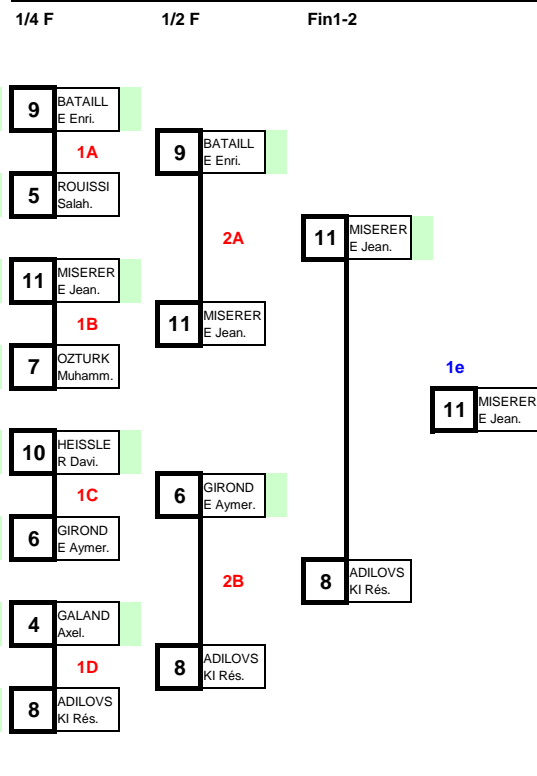 1/4 F 1/2 F Fin1-2
9 BATAILL
E Enri.
1A
5 ROUISSI
Salah.
11 MISERER
E Jean.
1B
7 OZTURK
Muhamm.
10 HEISSLE
R Davi.
1C
6 GIROND
E Aymer.
4 GALAND
Axel.
1D
8 ADILOVS
KI Rés.
9 BATAILL
E Enri.
2A
11 MISERER
E Jean.
6 GIROND
E Aymer.
2B
8 ADILOVS
KI Rés.
11 MISERER
E Jean.
8 ADILOVS
KI Rés.
1e
11 MISERER
E Jean.